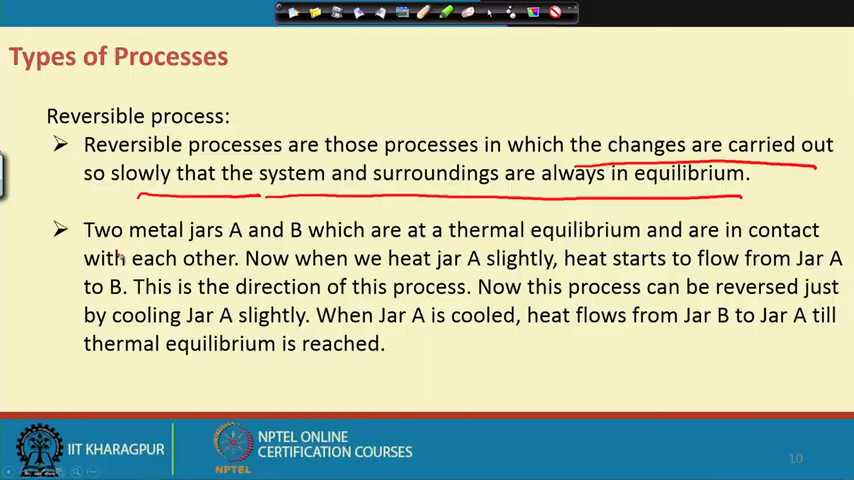 Types of Processes
Reversible process:
Reversible processes are those processes in which the changes are carried out
so slowly that the system and surroundings are always in equilibrium.
Two metal jars A and B which are at a thermal equilibrium and are in contact
with each other. Now when we heat jar A slightly, heat starts to flow from Jar A
to B. This is the direction of this process. Now this process can be reversed just
by cooling Jar A slightly. When Jar A is cooled, heat flows from Jar B to Jar A till
thermal equilibrium is reached.
IIT KHARAGPUR
NPTEL
NPTEL ONLINE
CERTIFICATION COURSES
10